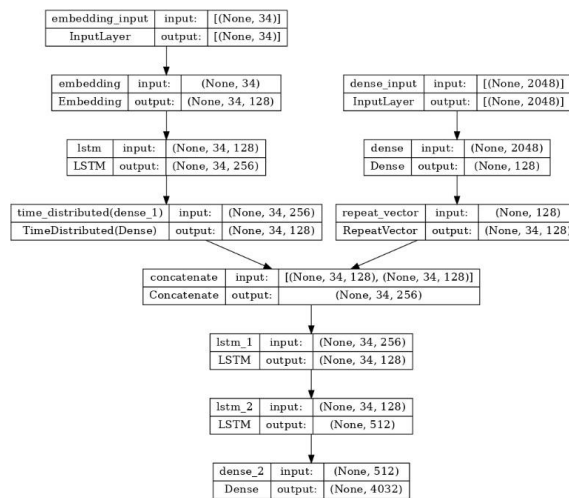 embedding_input input: [(None, 34)]
InputLayer output: [(None, 34)]
embedding input: (None, 34)
Embedding output: (None, 34, 128)
dense_input input: [(None, 2048)]
InputLayer output: [(None, 2048)]
lstm input: (None, 34, 128)
LSTM output: (None, 34, 256)
dense input: (None, 2048)
Dense output: (None, 128)
time_distributed(dense_1) input: (None, 34, 256)
TimeDistributed(Dense) output: (None, 34, 128)
repeat_vector input: (None, 128)
RepeatVector output: (None, 34, 128)
concatenate input: [(None, 34, 128), (None, 34, 128)]
Concatenate output: (None, 34, 256)
lstm_1 input: (None, 34, 256)
LSTM output: (None, 34, 128)
lstm_2 input: (None, 34, 128)
LSTM output: (None, 512)
dense_2 input: (None, 512)
Dense output: (None, 4032)